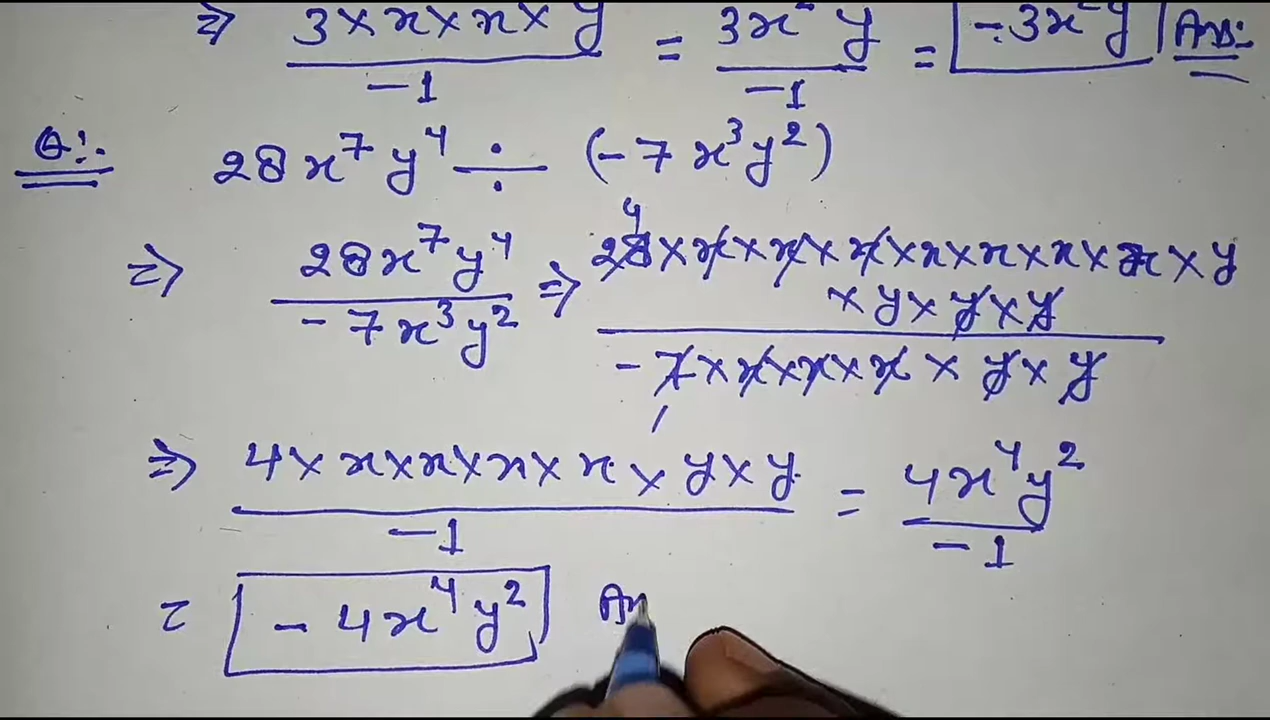 ⇒ 3×x×x×y / -1 = 3x²y / -1 = -3x²y Ans:
Q:. 28x⁷y⁴ ÷ (-7x³y²)
⇒ 28x⁷y⁴ / -7x³y² ⇒ 4 28×x×x×x×x×x×x×x×y
×y×y×y
-7×x×x×x×y×y
1
⇒ 4×x×x×x×x×y×y / -1 = 4x⁴y² / -1
= -4x⁴y² An